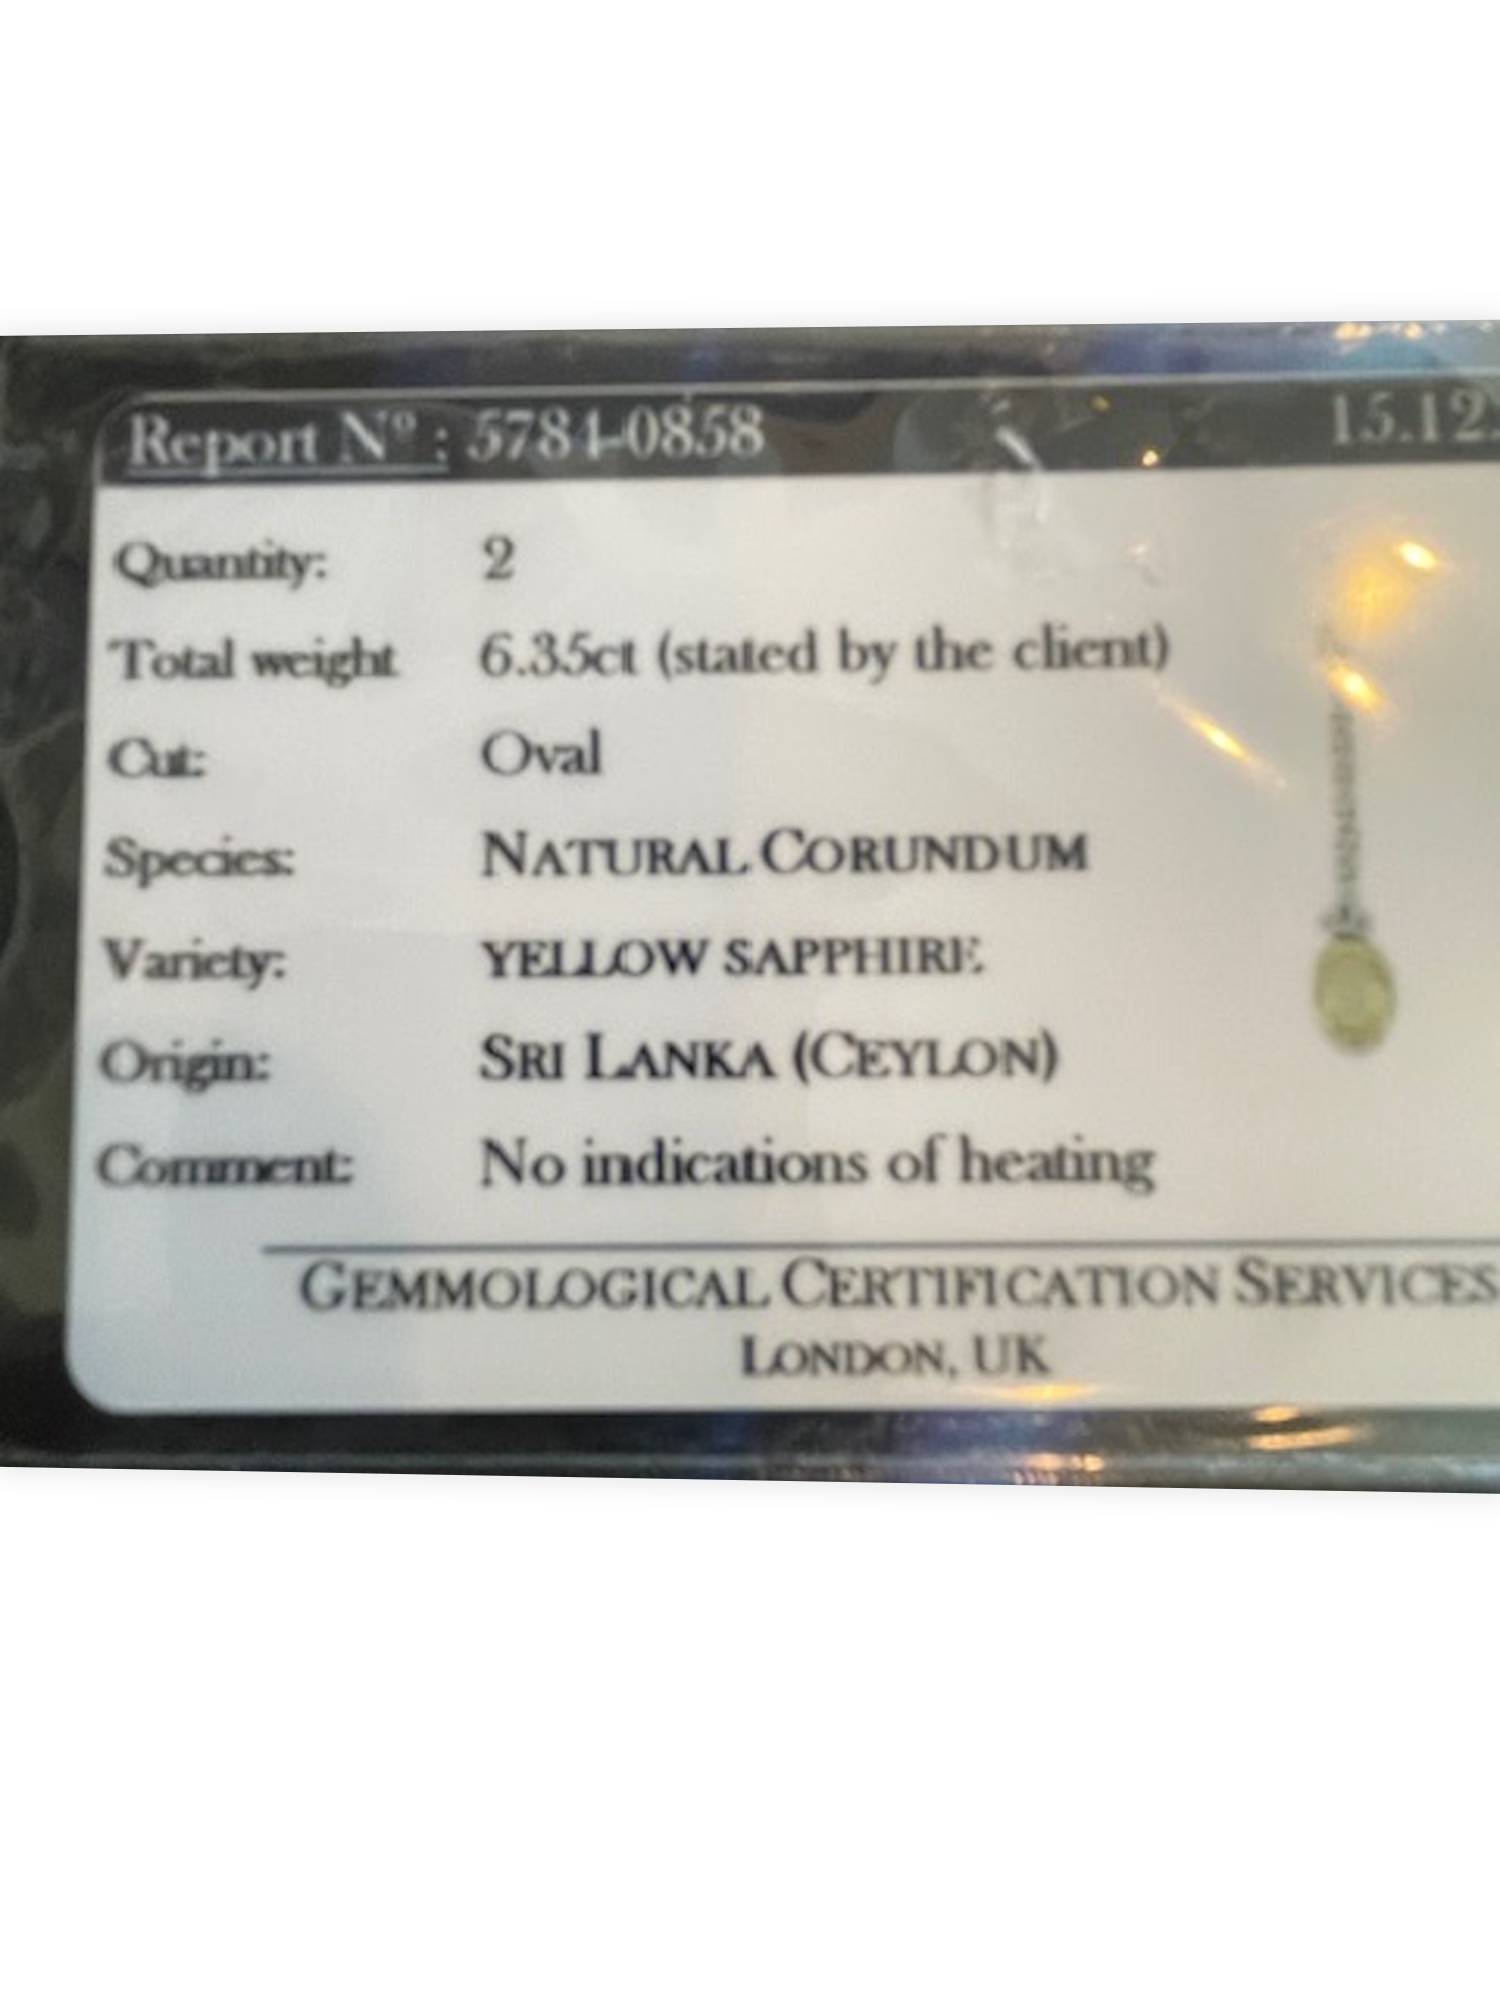 Report Nº : 5784-0858 15.12.
Quantity: 2
Total weight 6.35ct (stated by the client)
Cut: Oval
Species: NATURAL CORUNDUM
Variety: YELLOW SAPPHIRE
Origin: SRI LANKA (CEYLON)
Comment: No indications of heating
GEMMOLOGICAL CERTIFICATION SERVICES
LONDON, UK